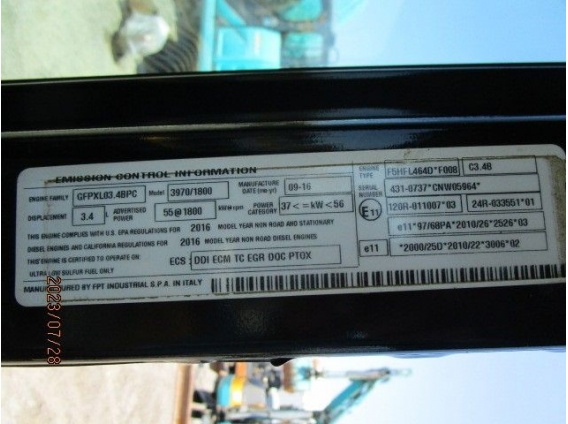 EMISSION CONTROL INFORMATION
ENGINE FAMILY GFPXL03.4BPC Model 3970/1800 MANUFACTURE DATE (mm-yr) 09-16
DISPLACEMENT 3.4 L ADVERTISED POWER 55@1800 kW@rpm POWER CATEGORY 37 <= kW < 56
THIS ENGINE COMPLIES WITH U.S. EPA REGULATIONS FOR 2016 MODEL YEAR NON ROAD AND STATIONARY
DIESEL ENGINES AND CALIFORNIA REGULATIONS FOR 2016 MODEL YEAR NON ROAD DIESEL ENGINES.
THIS ENGINE IS CERTIFIED TO OPERATE ON: ECS: DDI ECM TC EGR DOC PTOX
ULTRA LOW SULFUR FUEL ONLY
MANUFACTURED BY FPT INDUSTRIAL S.P.A. IN ITALY
ENGINE TYPE F5HFL464D*F008 C3.4B
SERIAL NUMBER 431-0737*CNW05964*
E11 120R-011007*03 24R-033551*01
e11*97/68PA*2010/26*2526*03
e11 *2000/25D*2010/22*3006*02
2023/07/28